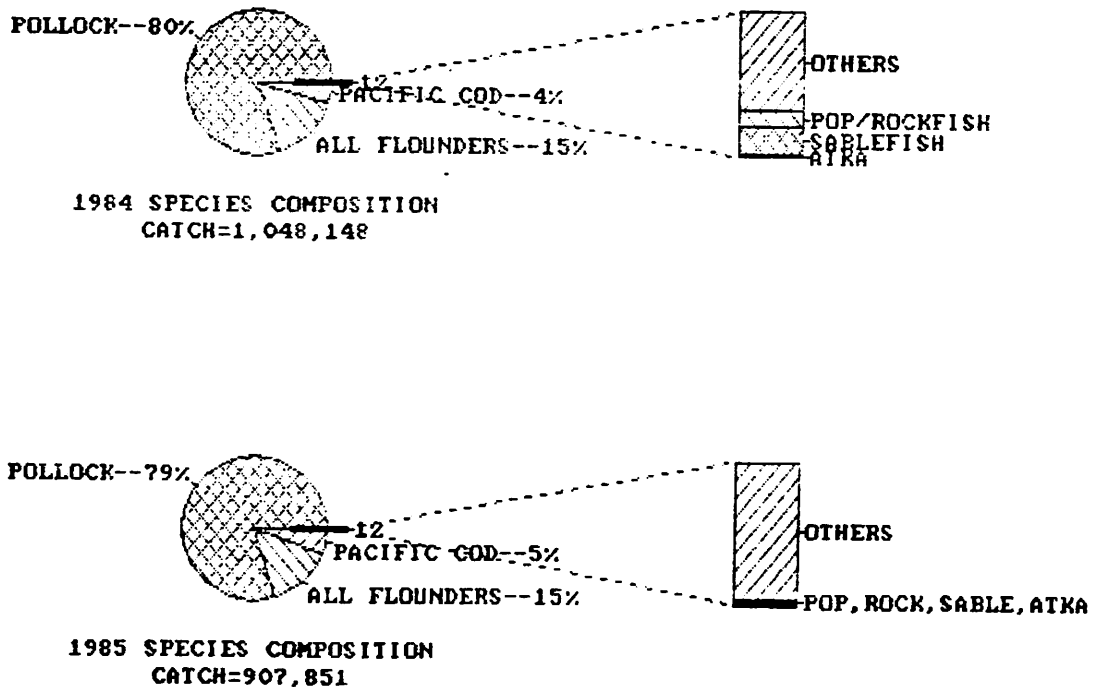 POLLOCK--80%
OTHERS
1%
PACIFIC COD--4%
POP/ROCKFISH
ALL FLOUNDERS--15%
SABLEFISH
ATKA
1984 SPECIES COMPOSITION
CATCH=1,048,148
POLLOCK--79%
1%
OTHERS
PACIFIC COD--5%
ALL FLOUNDERS--15%
POP,ROCK,SABLE,ATKA
1985 SPECIES COMPOSITION
CATCH=907,851